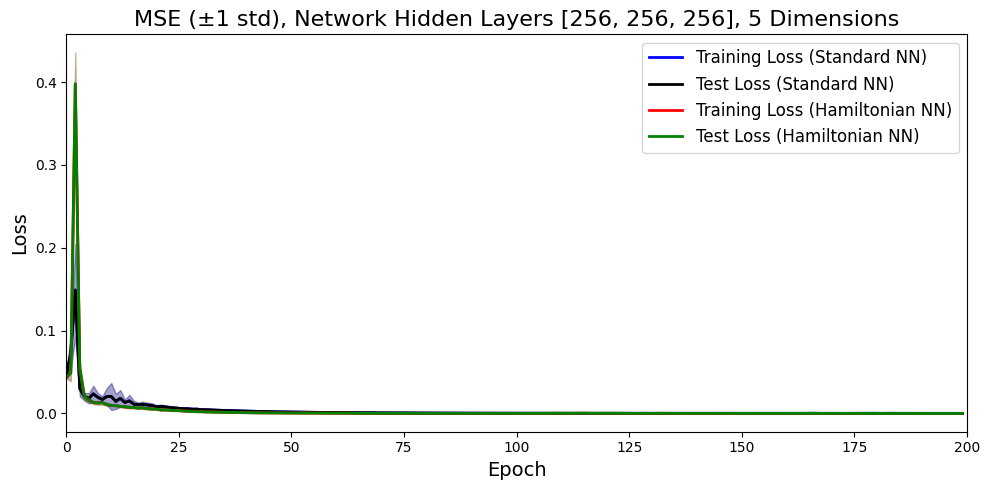 MSE (±1 std), Network Hidden Layers [256, 256, 256], 5 Dimensions
Training Loss (Standard NN)
Test Loss (Standard NN)
Training Loss (Hamiltonian NN)
Test Loss (Hamiltonian NN)
Loss
0.4
0.3
0.2
0.1
0.0
0 25 50 75 100 125 150 175 200
Epoch